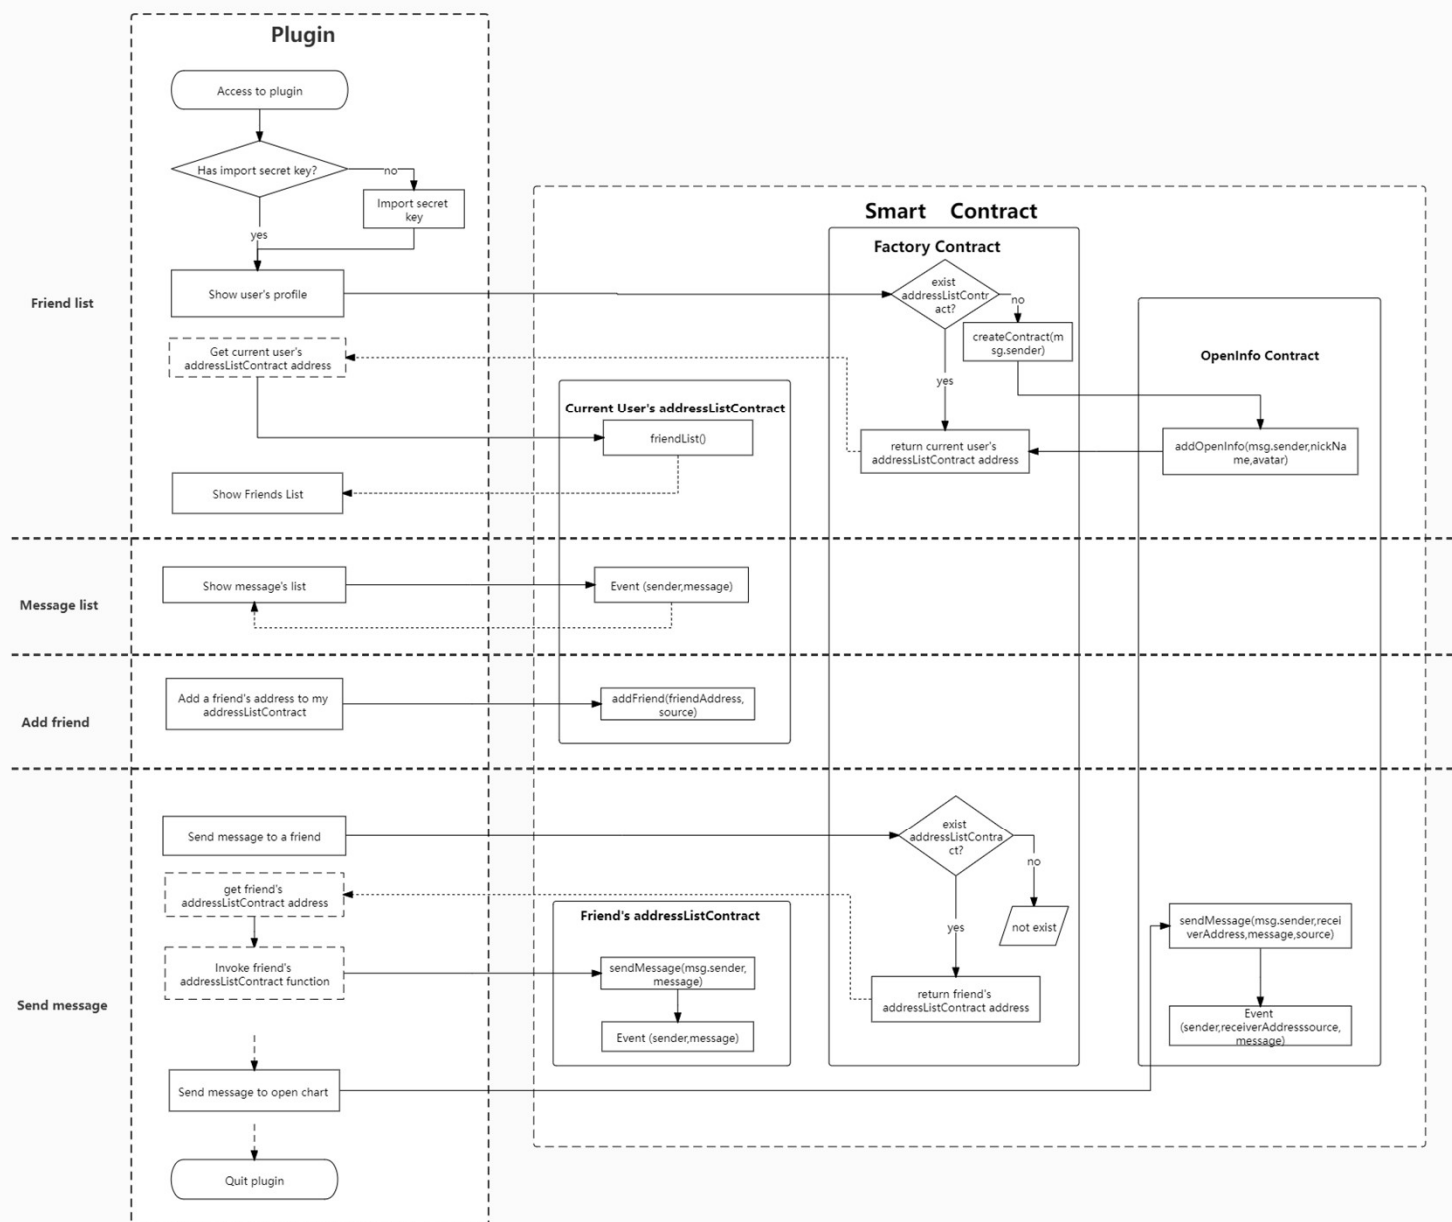 Plugin
Access to plugin
Has import secret key?
no
Import secret
key
yes
Show user's profile
Friend list
Get current user's
addressListContract address
Show Friends List
Smart Contract
Factory Contract
exist
addressListContr
act?
no
createContract(m
sg.sender)
yes
return current user's
addressListContract address
OpenInfo Contract
addOpenInfo(msg.sender,nickNa
me,avatar)
Current User's addressListContract
friendList()
Message list
Show message's list
Event (sender,message)
Add friend
Add a friend's address to my
addressListContract
addFriend(friendAddress,
source)
Send message
Send message to a friend
exist
addressListContra
ct?
no
not exist
yes
return friend's
addressListContract address
get friend's
addressListContract address
Invoke friend's
addressListContract function
Friend's addressListContract
sendMessage(msg.sender,
message)
Event (sender,message)
sendMessage(msg.sender,recei
verAddress,message,source)
Event
(sender,receiverAddresssource,
message)
Send message to open chart
Quit plugin